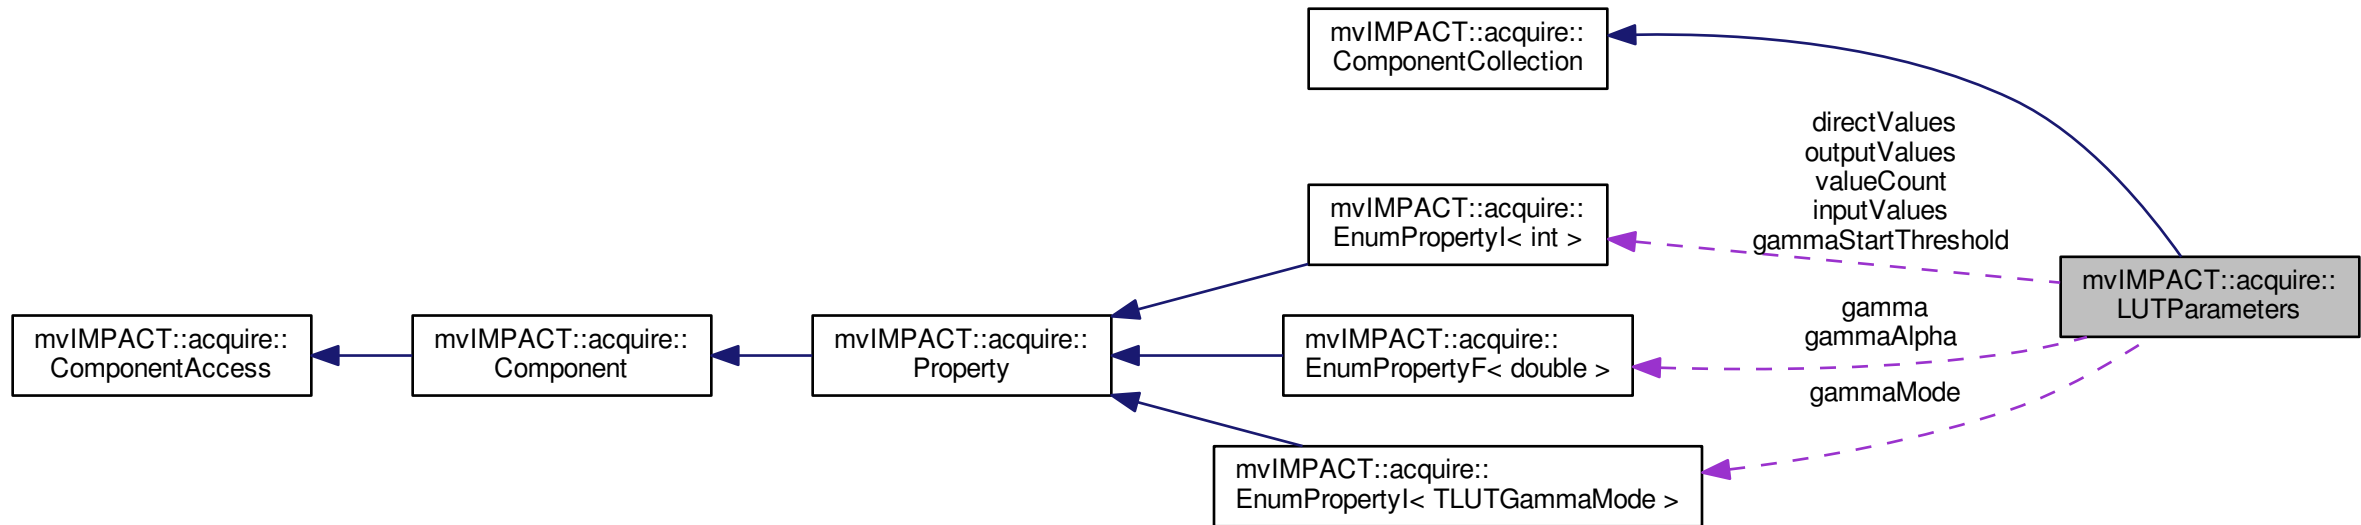 mvIMPACT::acquire::
ComponentCollection
directValues
outputValues
valueCount
inputValues
gammaStartThreshold
mvIMPACT::acquire::
EnumPropertyI< int >
mvIMPACT::acquire::
LUTParameters
gamma
gammaAlpha
mvIMPACT::acquire::
ComponentAccess
mvIMPACT::acquire::
Component
mvIMPACT::acquire::
Property
mvIMPACT::acquire::
EnumPropertyF< double >
gammaMode
mvIMPACT::acquire::
EnumPropertyI< TLUTGammaMode >